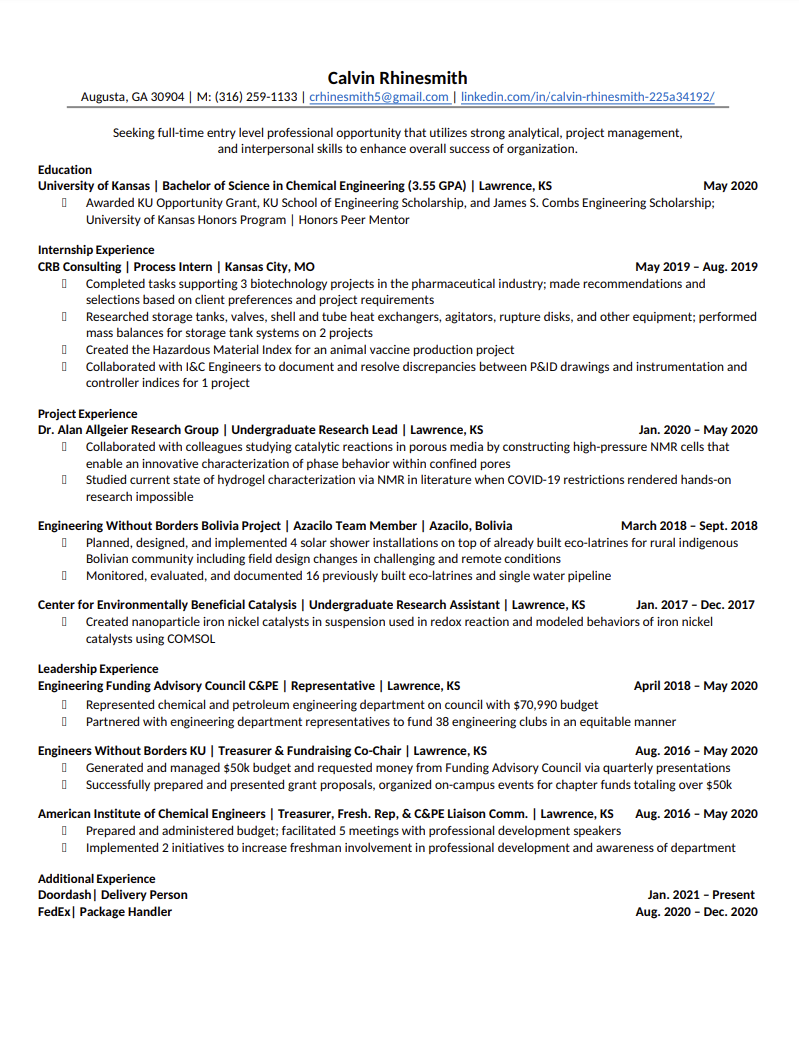 Calvin Rhinesmith
Augusta, GA 30904 | M: (316) 259-1133 | crhinesmith5@gmail.com | linkedin.com/in/calvin-rhinesmith-225a34192/
Seeking full-time entry level professional opportunity that utilizes strong analytical, project management,
and interpersonal skills to enhance overall success of organization.
Education
University of Kansas | Bachelor of Science in Chemical Engineering (3.55 GPA) | Lawrence, KS May 2020
Awarded KU Opportunity Grant, KU School of Engineering Scholarship, and James S. Combs Engineering Scholarship;
University of Kansas Honors Program | Honors Peer Mentor
Internship Experience
CRB Consulting | Process Intern | Kansas City, MO May 2019 – Aug. 2019
Completed tasks supporting 3 biotechnology projects in the pharmaceutical industry; made recommendations and
selections based on client preferences and project requirements
Researched storage tanks, valves, shell and tube heat exchangers, agitators, rupture disks, and other equipment; performed
mass balances for storage tank systems on 2 projects
Created the Hazardous Material Index for an animal vaccine production project
Collaborated with I&C Engineers to document and resolve discrepancies between P&ID drawings and instrumentation and
controller indices for 1 project
Project Experience
Dr. Alan Allgeier Research Group | Undergraduate Research Lead | Lawrence, KS Jan. 2020 – May 2020
Collaborated with colleagues studying catalytic reactions in porous media by constructing high-pressure NMR cells that
enable an innovative characterization of phase behavior within confined pores
Studied current state of hydrogel characterization via NMR in literature when COVID-19 restrictions rendered hands-on
research impossible
Engineering Without Borders Bolivia Project | Azacilo Team Member | Azacilo, Bolivia March 2018 – Sept. 2018
Planned, designed, and implemented 4 solar shower installations on top of already built eco-latrines for rural indigenous
Bolivian community including field design changes in challenging and remote conditions
Monitored, evaluated, and documented 16 previously built eco-latrines and single water pipeline
Center for Environmentally Beneficial Catalysis | Undergraduate Research Assistant | Lawrence, KS Jan. 2017 – Dec. 2017
Created nanoparticle iron nickel catalysts in suspension used in redox reaction and modeled behaviors of iron nickel
catalysts using COMSOL
Leadership Experience
Engineering Funding Advisory Council C&PE | Representative | Lawrence, KS April 2018 – May 2020
Represented chemical and petroleum engineering department on council with $70,990 budget
Partnered with engineering department representatives to fund 38 engineering clubs in an equitable manner
Engineers Without Borders KU | Treasurer & Fundraising Co-Chair | Lawrence, KS Aug. 2016 – May 2020
Generated and managed $50k budget and requested money from Funding Advisory Council via quarterly presentations
Successfully prepared and presented grant proposals, organized on-campus events for chapter funds totaling over $50k
American Institute of Chemical Engineers | Treasurer, Fresh. Rep, & C&PE Liaison Comm. | Lawrence, KS Aug. 2016 – May 2020
Prepared and administered budget; facilitated 5 meetings with professional development speakers
Implemented 2 initiatives to increase freshman involvement in professional development and awareness of department
Additional Experience
Doordash| Delivery Person Jan. 2021 – Present
FedEx| Package Handler Aug. 2020 – Dec. 2020